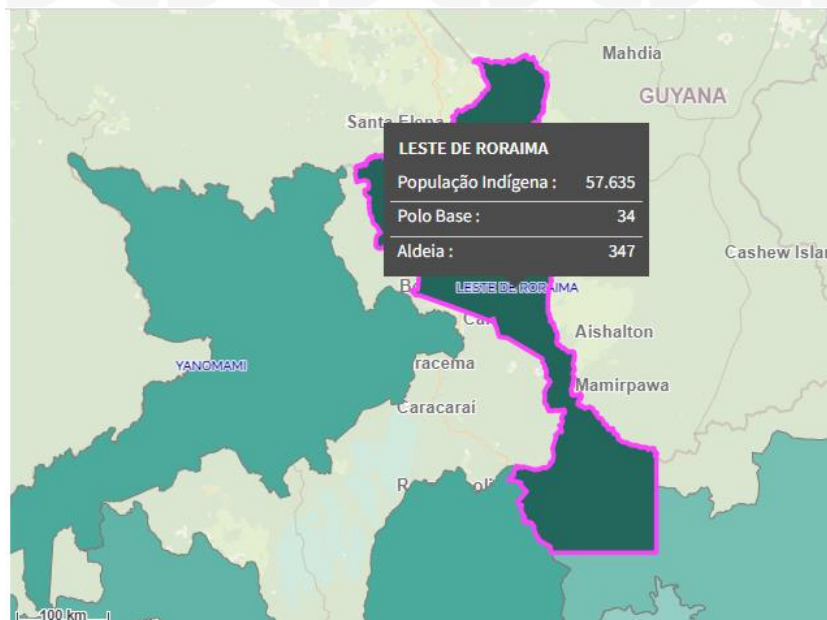 Mahdia
GUYANA
Santa Elena
LESTE DE RORAIMA
População Indígena : 57.635
Polo Base : 34
Aldeia : 347
Cashew Islan
LESTE DE RORAIMA
Aishalton
YANOMAMI
racema
Mamirpawa
Caracarai
100 km